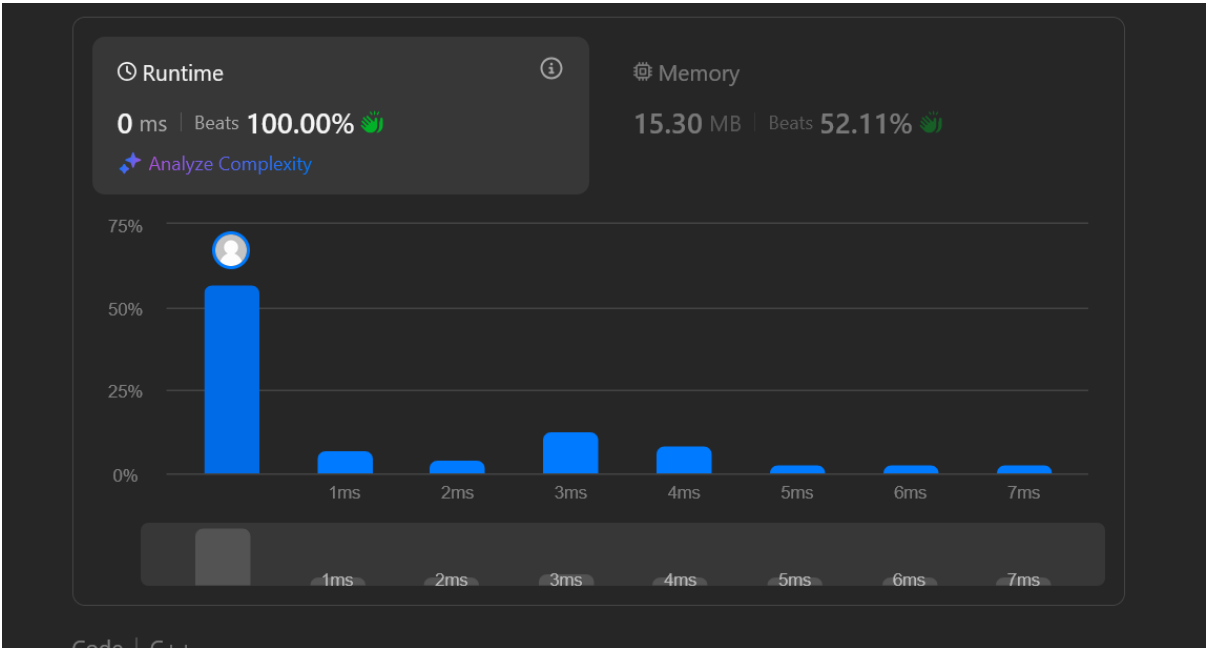 Runtime
0 ms | Beats 100.00%
Analyze Complexity
Memory
15.30 MB | Beats 52.11%
75%
50%
25%
0%
1ms 2ms 3ms 4ms 5ms 6ms 7ms
1ms 2ms 3ms 4ms 5ms 6ms 7ms
Code | C++